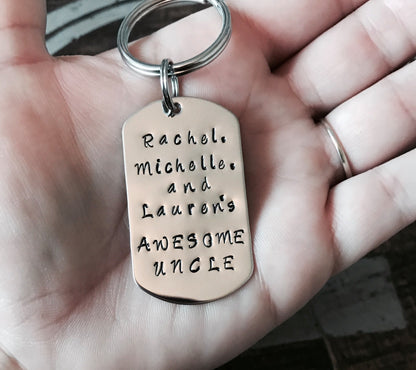 Rachel,
Michelle,
and
Lauren's
AWESOME
UNCLE